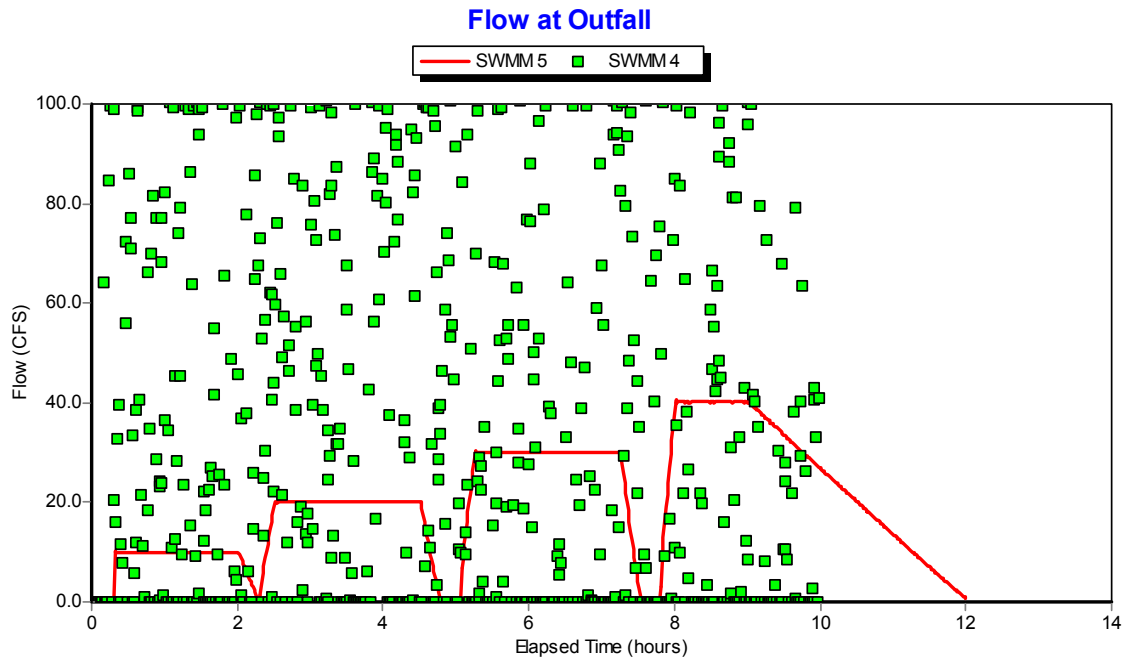 Flow at Outfall
SWMM 5 SWMM 4
100.0
80.0
60.0
40.0
20.0
0.0
Flow (CFS)
0 2 4 6 8 10 12 14
Elapsed Time (hours)